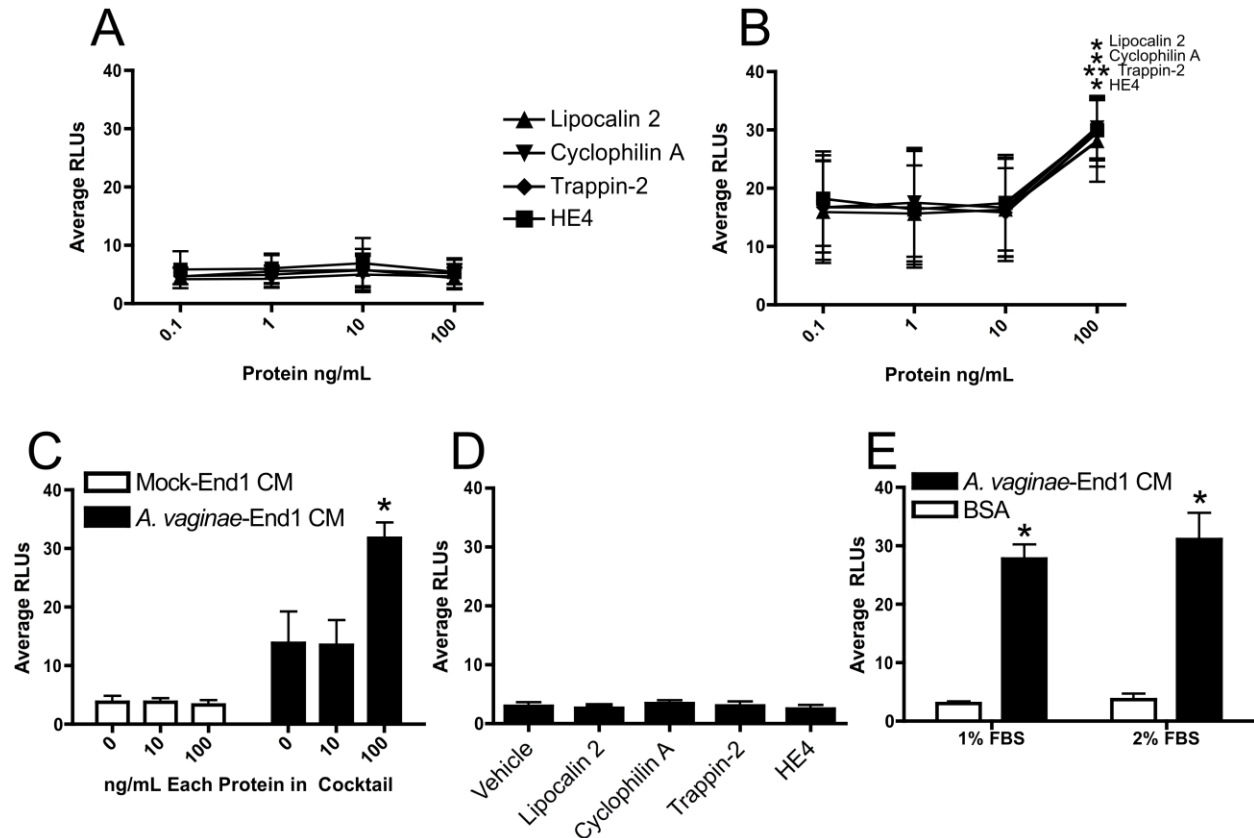 A
Average RLUs
40
30
20
10
0
0.1
1
10
100
Protein ng/mL
Lipocalin 2
Cyclophilin A
Trappin-2
HE4
B
Average RLUs
40
30
20
10
0
0.1
1
10
100
Protein ng/mL
* Lipocalin 2
* Cyclophilin A
** Trappin-2
* HE4
C
Mock-End1 CM
A. vaginae-End1 CM
Average RLUs
40
30
20
10
0
*
0
10
100
0
10
100
ng/mL Each Protein in Cocktail
D
Average RLUs
40
30
20
10
0
Vehicle
Lipocalin 2
Cyclophilin A
Trappin-2
HE4
E
A. vaginae-End1 CM
BSA
Average RLUs
40
30
20
10
0
*
*
1% FBS
2% FBS